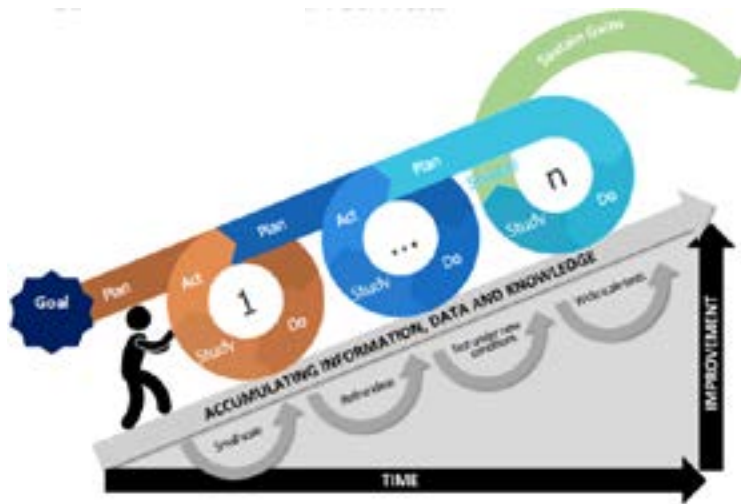 Sustain Gains
Plan
n
Do
Study
Plan
Act
...
Do
Study
Goal
Plan
Act
1
Do
Study
ACCUMULATING INFORMATION, DATA AND KNOWLEDGE
Small scale
Refine ideas
Test under new
conditions
Wide scale tests
IMPROVEMENT
TIME